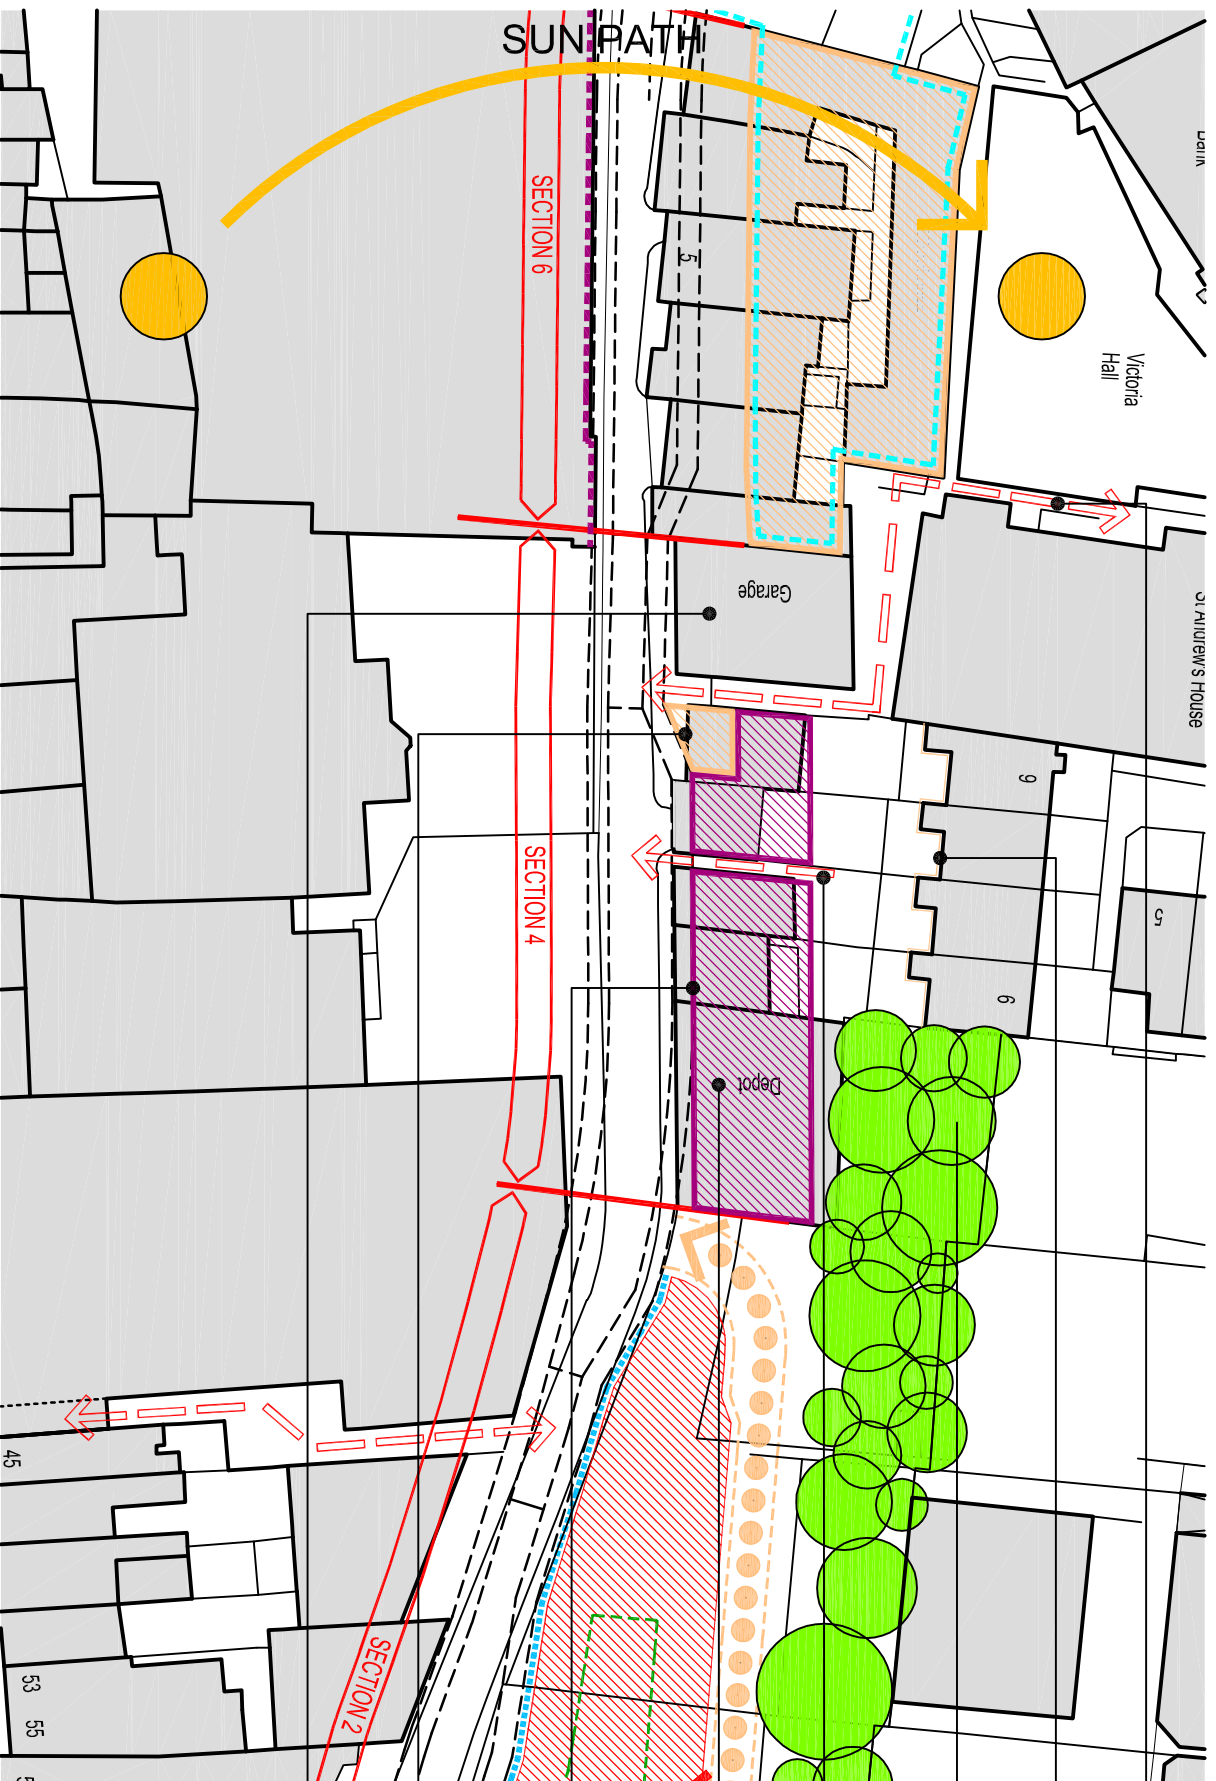 SUN PATH
SECTION 6
5
Victoria
Hall
Garage
St Andrew's House
9
SECTION 4
5
6
Depot
45
SECTION 2
53
55